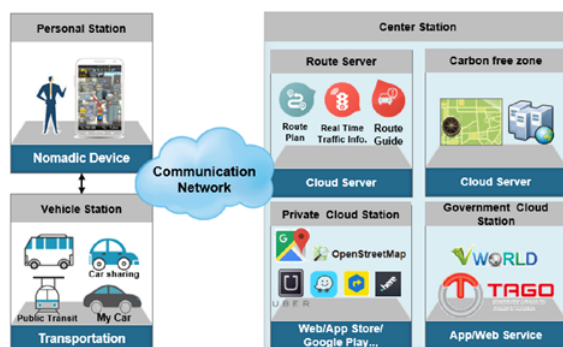 Personal Station
Nomadic Device
Vehicle Station
Car sharing
Public Transit
My Car
Transportation
Communication
Network
Center Station
Route Server
Route
Plan
Real Time
Traffic Info.
Route
Guide
Cloud Server
Carbon free zone
Cloud Server
Private Cloud Station
OpenStreetMap
UBER
Web/App Store/
Google Play...
Government Cloud
Station
VWORLD
TAGO
App/Web Service